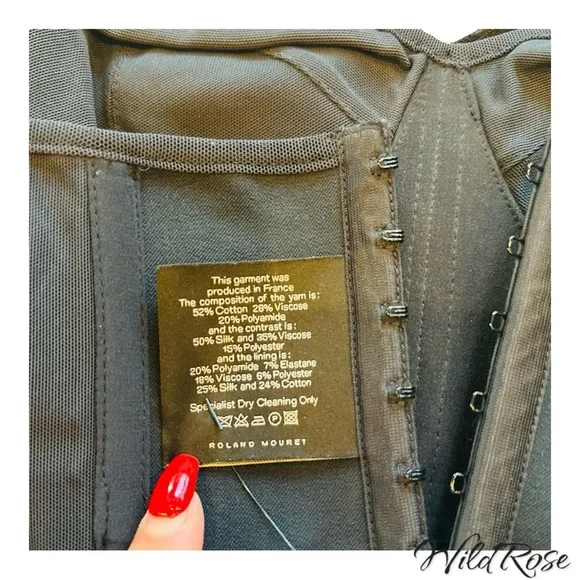 This garment was
produced in France
The composition of the yarn is:
52% Cotton 28% Viscose
20% Polyamide
and the contrast is:
50% Silk and 35% Viscose
15% Polyester
and the lining is:
20% Polyamide 7% Elastane
18% Viscose 6% Polyester
25% Silk and 24% Cotton
Specialist Dry Cleaning Only
P
ROLAND MOURET
Wild Rose